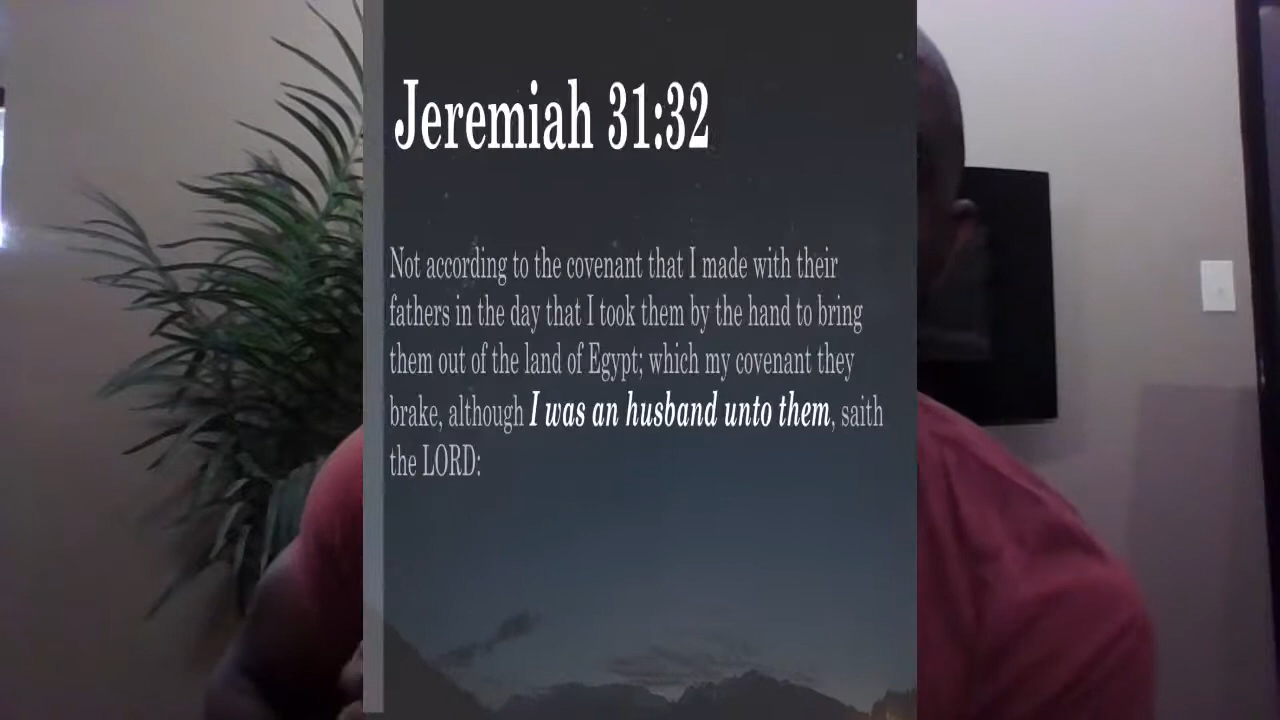 Jeremiah 31:32
Not according to the covenant that I made with their
fathers in the day that I took them by the hand to bring
them out of the land of Egypt; which my covenant they
brake, although I was an husband unto them, saith
the LORD: